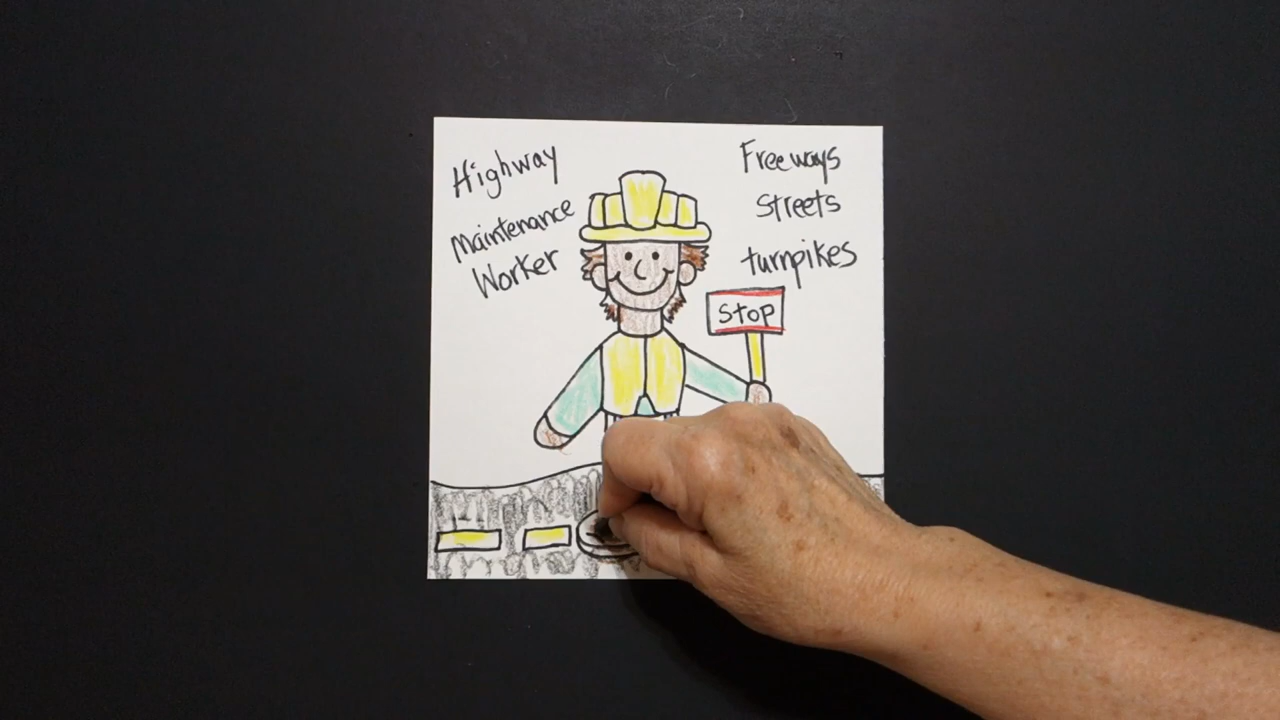 Highway
Maintenance
Worker
Freeways
Streets
turnpikes
Stop